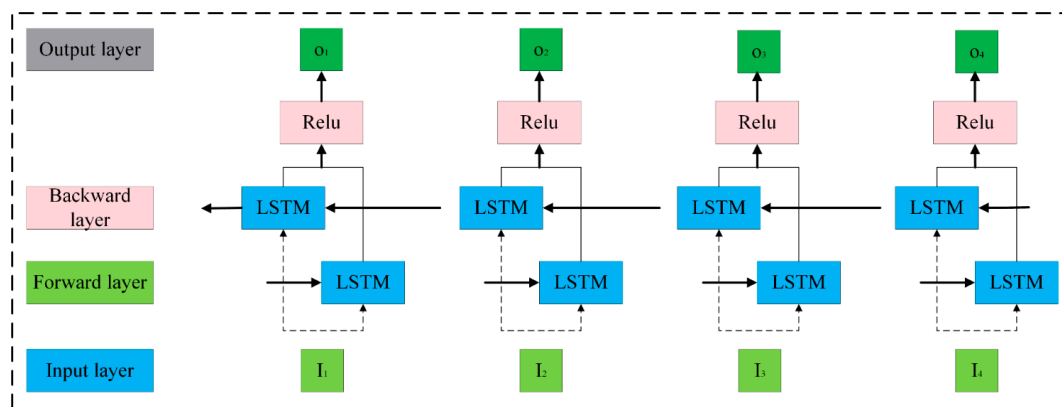 Output layer
o₁ o₂ o₃ o₄
Relu Relu Relu Relu
Backward
layer
LSTM LSTM LSTM LSTM
Forward layer
LSTM LSTM LSTM LSTM
Input layer
I₁ I₂ I₃ I₄